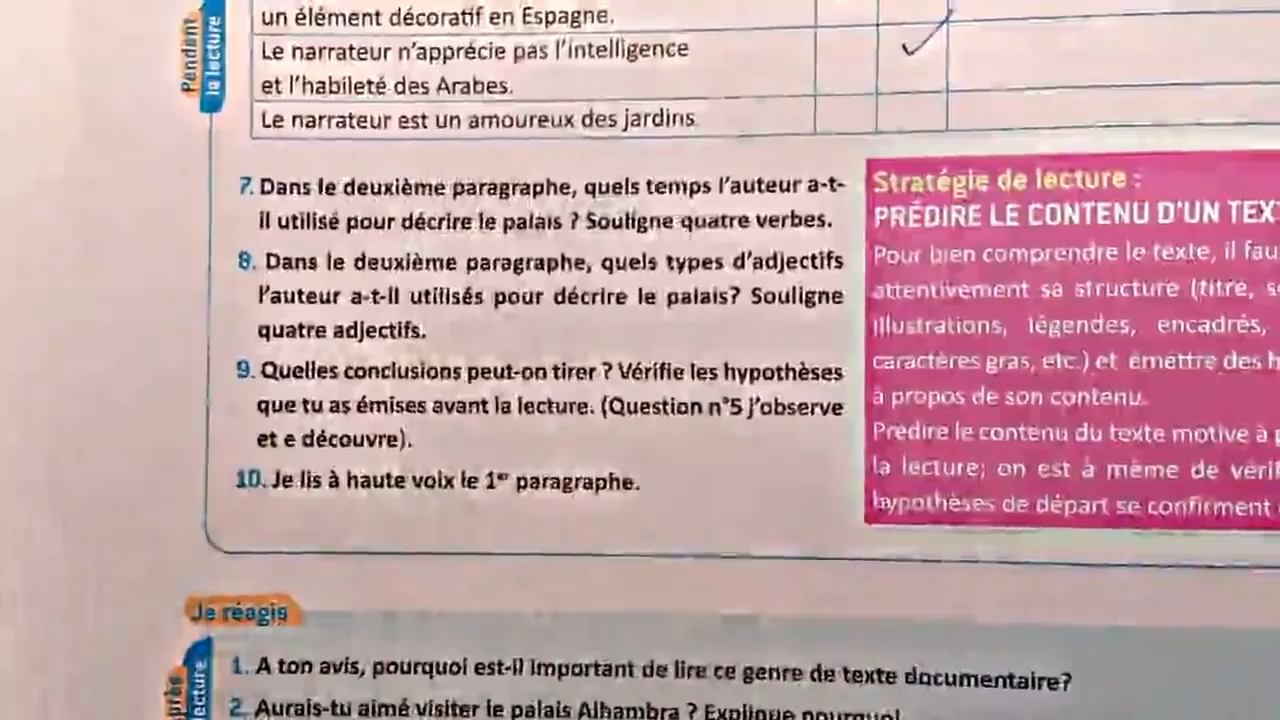 un élément décoratif en Espagne.
Pendant
la lecture
Le narrateur n'apprécie pas l'intelligence
et l'habileté des Arabes.
Le narrateur est un amoureux des jardins.
7. Dans le deuxième paragraphe, quels temps l'auteur a-t-
il utilisé pour décrire le palais ? Souligne quatre verbes.
8. Dans le deuxième paragraphe, quels types d'adjectifs
l'auteur a-t-il utilisés pour décrire le palais? Souligne
quatre adjectifs.
9. Quelles conclusions peut-on tirer ? Vérifie les hypothèses
que tu as émises avant la lecture. (Question n°5 j'observe
et e découvre).
10. Je lis à haute voix le 1er paragraphe.
Stratégie de lecture :
PRÉDIRE LE CONTENU D'UN TEX
Pour bien comprendre le texte, il fau
attentivement sa structure (titre, s
illustrations, légendes, encadrés,
caractères gras, etc.) et émettre des h
à propos de son contenu.
Prédire le contenu du texte motive à
la lecture; on est à même de vérif
hypothèses de départ se confirment
Je réagis
près
lecture
1. A ton avis, pourquoi est-il important de lire ce genre de texte documentaire?
2. Aurais-tu aimé visiter le palais Alhambra ? Explique pourquoi